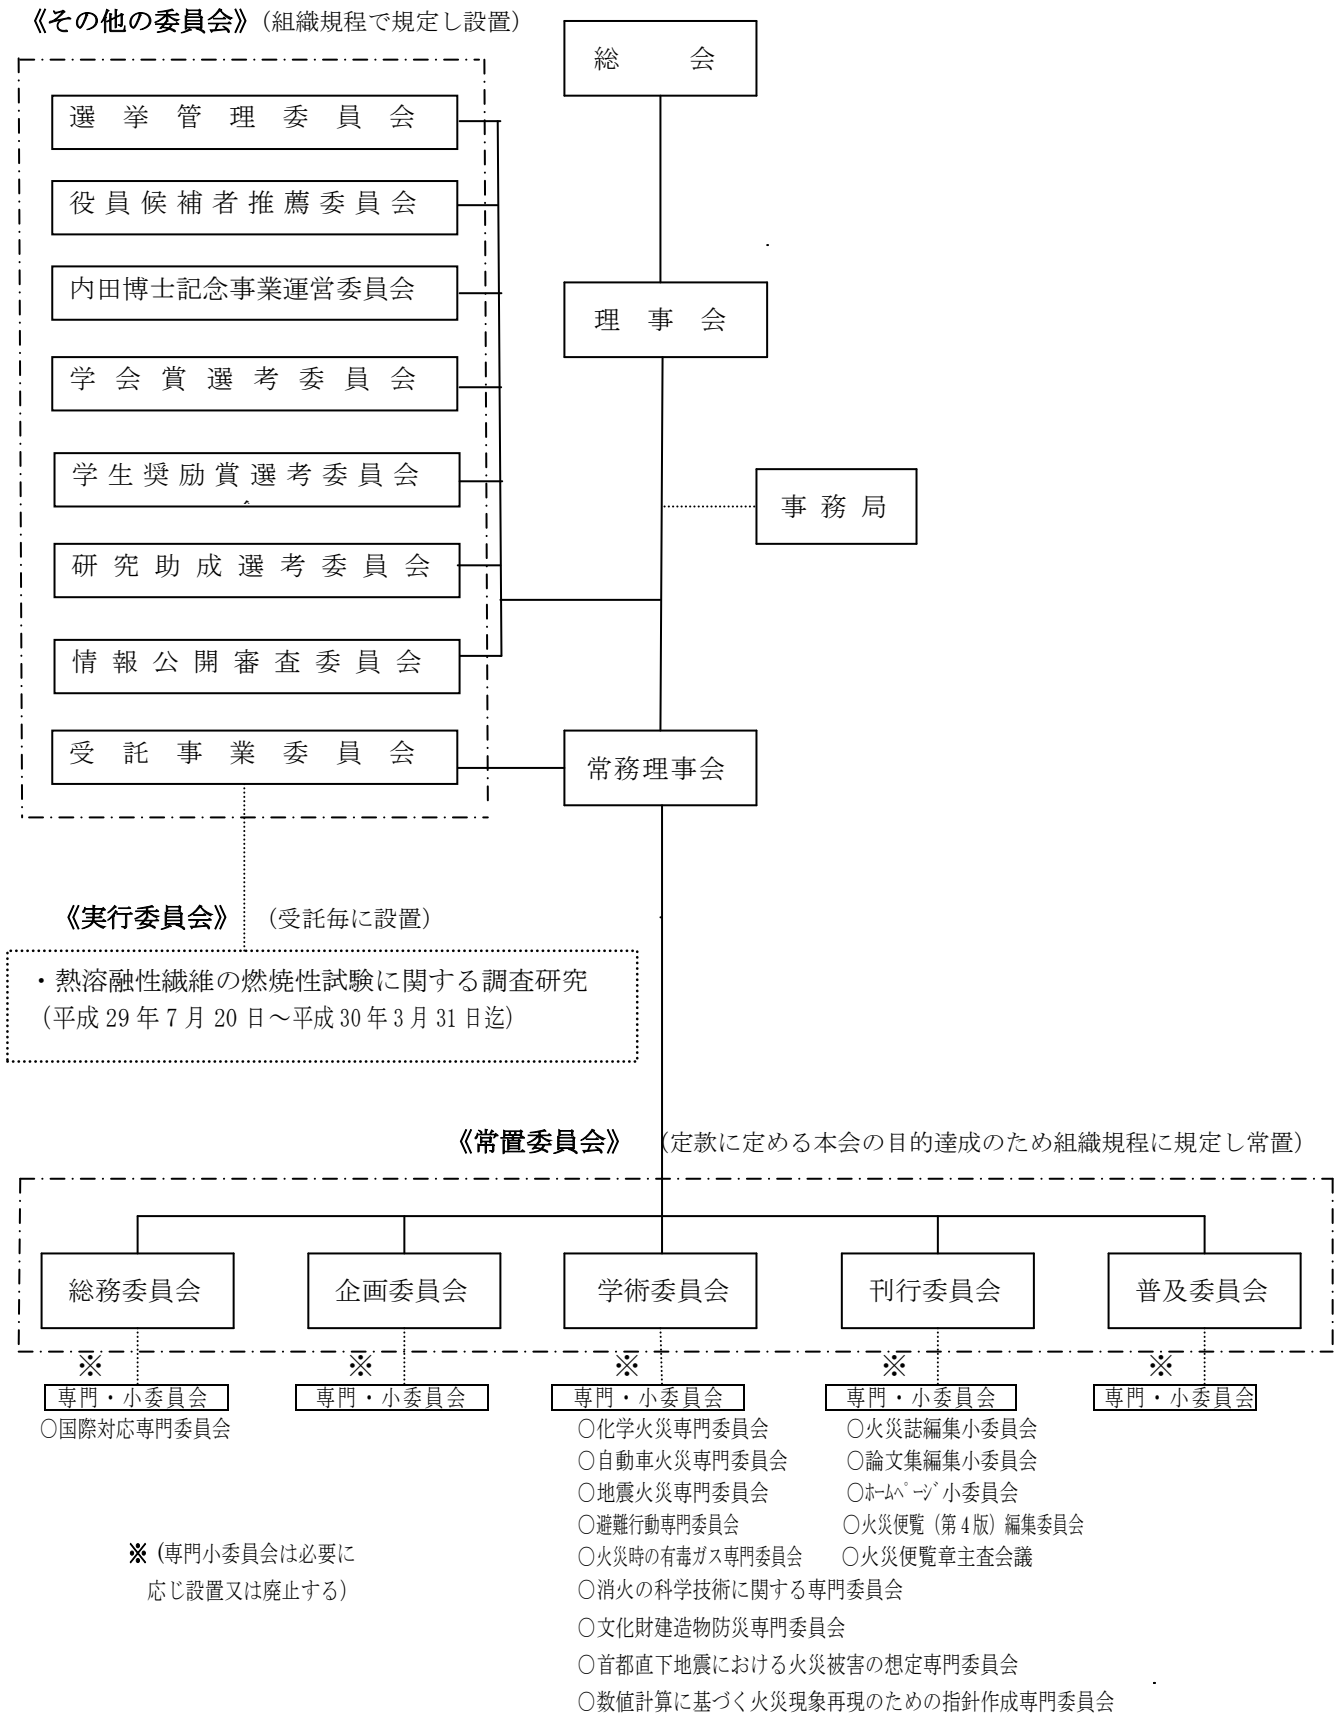 《その他の委員会》(組織規程で規定し設置)
総会
選挙管理委員会
役員候補者推薦委員会
内田博士記念事業運営委員会
理事会
学会賞選考委員会
学生奨励賞選考委員会
事務局
研究助成選考委員会
情報公開審査委員会
受託事業委員会
常務理事会
《実行委員会》 (受託毎に設置)
・熱溶融性繊維の燃焼性試験に関する調査研究
(平成 29 年 7 月 20 日～平成 30 年 3 月 31 日迄)
《常置委員会》 (定款に定める本会の目的達成のため組織規程に規定し常置)
総務委員会
企画委員会
学術委員会
刊行委員会
普及委員会
※ ※ ※ ※ ※
専門・小委員会
専門・小委員会
専門・小委員会
専門・小委員会
専門・小委員会
○国際対応専門委員会
○化学火災専門委員会
○自動車火災専門委員会
○地震火災専門委員会
○避難行動専門委員会
○火災時の有毒ガス専門委員会
○消火の科学技術に関する専門委員会
○文化財建造物防災専門委員会
○首都直下地震における火災被害の想定専門委員会
○数値計算に基づく火災現象再現のための指針作成専門委員会
○火災誌編集小委員会
○論文集編集小委員会
○ﾎｰﾑﾍﾟｰｼﾞ小委員会
○火災便覧（第４版）編集委員会
○火災便覧章主査会議
※ (専門小委員会は必要に
応じ設置又は廃止する)